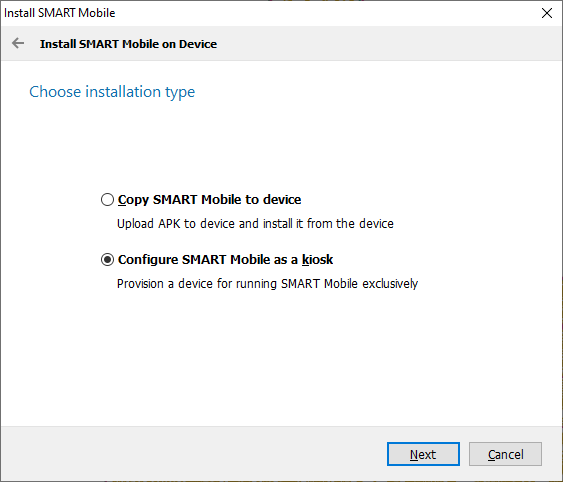 Install SMART Mobile
Install SMART Mobile on Device
Choose installation type
Copy SMART Mobile to device
Upload APK to device and install it from the device
Configure SMART Mobile as a kiosk
Provision a device for running SMART Mobile exclusively
Next
Cancel